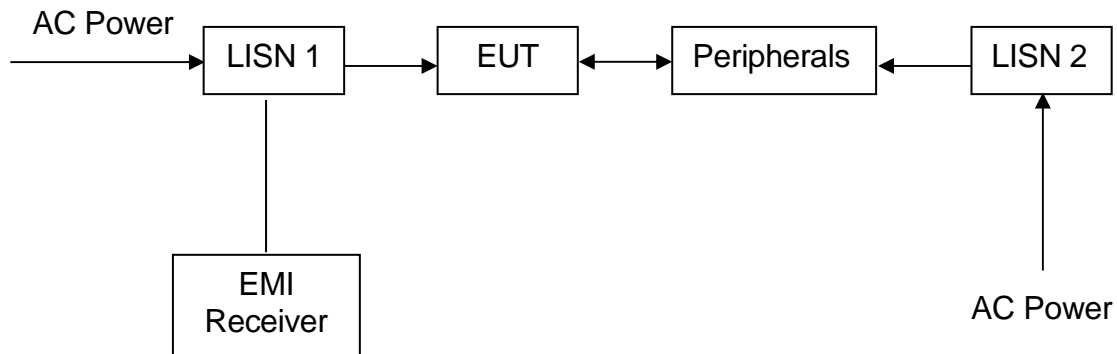 AC Power
LISN 1
EUT
Peripherals
LISN 2
EMI
Receiver
AC Power